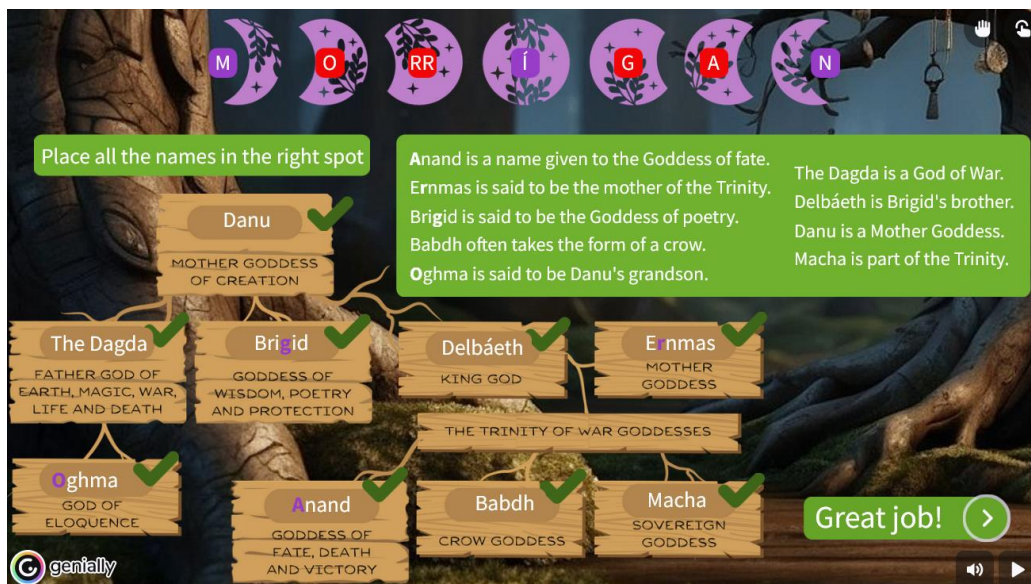 M O RR Í G A N
Place all the names in the right spot
Anand is a name given to the Goddess of fate.
Ernmas is said to be the mother of the Trinity.
Brigid is said to be the Goddess of poetry.
Babdh often takes the form of a crow.
Oghma is said to be Danu's grandson.
The Dagda is a God of War.
Delbáeth is Brigid's brother.
Danu is a Mother Goddess.
Macha is part of the Trinity.
Danu
MOTHER GODDESS
OF CREATION
The Dagda
FATHER GOD OF
EARTH, MAGIC, WAR,
LIFE AND DEATH
Brigid
GODDESS OF
WISDOM, POETRY
AND PROTECTION
Delbáeth
KING GOD
Ernmas
MOTHER
GODDESS
THE TRINITY OF WAR GODDESSES
Oghma
GOD OF
ELOQUENCE
Anand
GODDESS OF
FATE, DEATH
AND VICTORY
Babdh
CROW GODDESS
Macha
SOVEREIGN
GODDESS
Great job!
genially